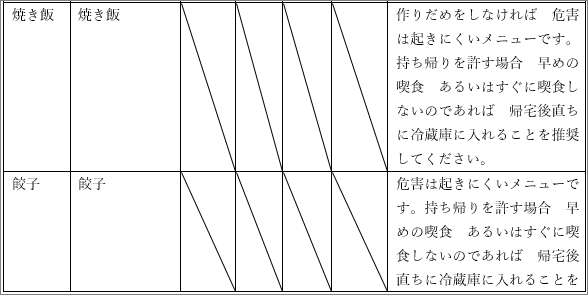 焼き飯
焼き飯
作りだめをしなければ　危害
は起きにくいメニューです。
持ち帰りを許す場合　早めの
喫食　あるいはすぐに喫食し
ないのであれば　帰宅後直ち
に冷蔵庫に入れることを推奨
してください。
餃子
餃子
危害は起きにくいメニューで
す。持ち帰りを許す場合　早
めの喫食　あるいはすぐに喫
食しないのであれば　帰宅後
直ちに冷蔵庫に入れることを